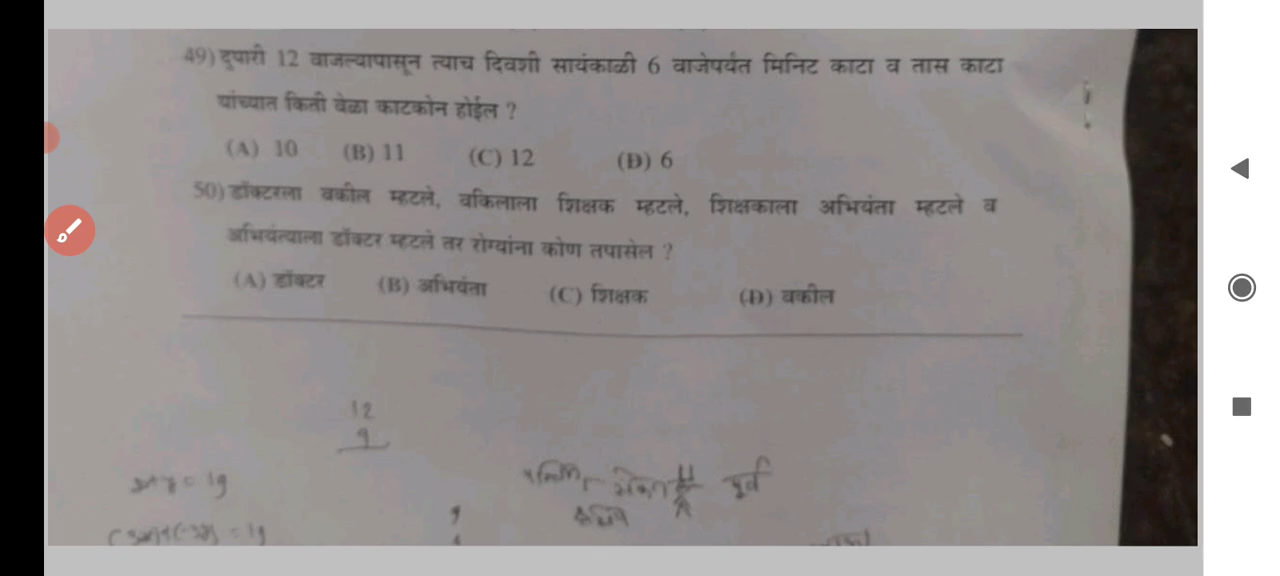 49) दुपारी 12 वाजल्यापासून त्याच दिवशी सायंकाळी 6 वाजेपर्यंत मिनिट काटा व तास काटा
यांच्यात किती वेळा काटकोन होईल ?
(A) 10 (B) 11 (C) 12 (D) 6
50) डॉक्टरला वकील म्हटले, वकिलाला शिक्षक म्हटले, शिक्षकाला अभियंता म्हटले व
अभियंत्याला डॉक्टर म्हटले तर रोग्यांना कोण तपासेल ?
(A) डॉक्टर (B) अभियंता (C) शिक्षक (D) वकील
12
9
पूर्व